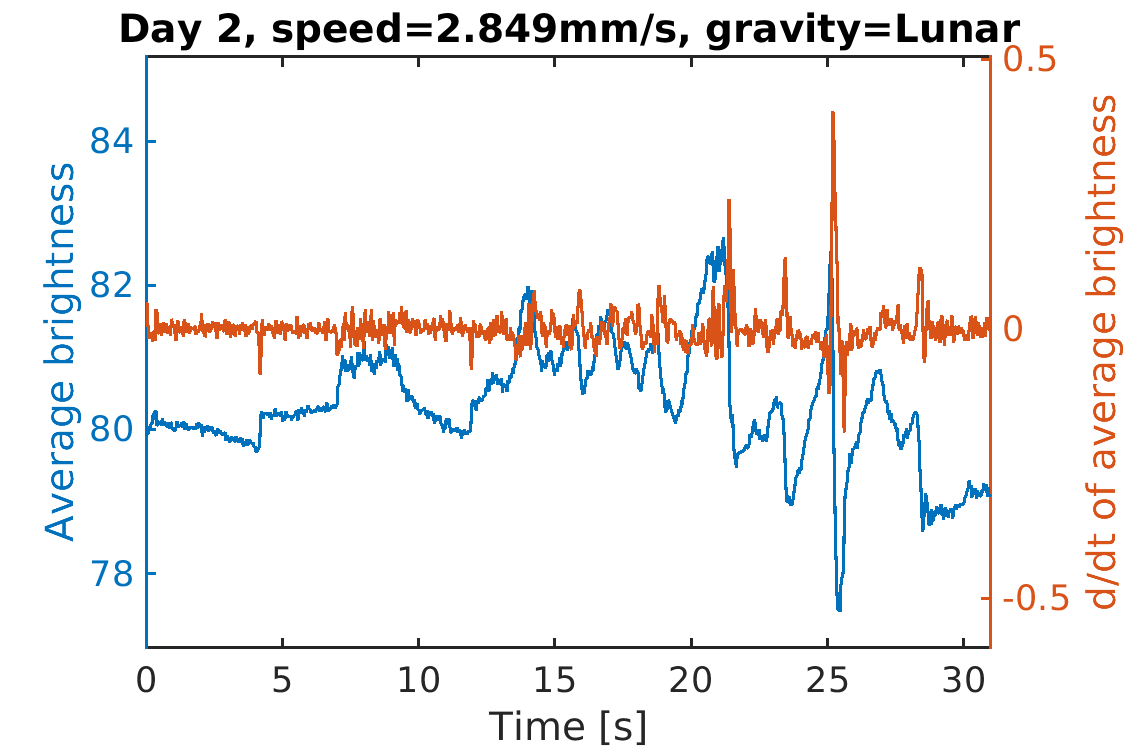 Day 2, speed=2.849mm/s, gravity=Lunar
Average brightness
84
82
80
78
0.5
0
-0.5
d/dt of average brightness
0 5 10 15 20 25 30
Time [s]